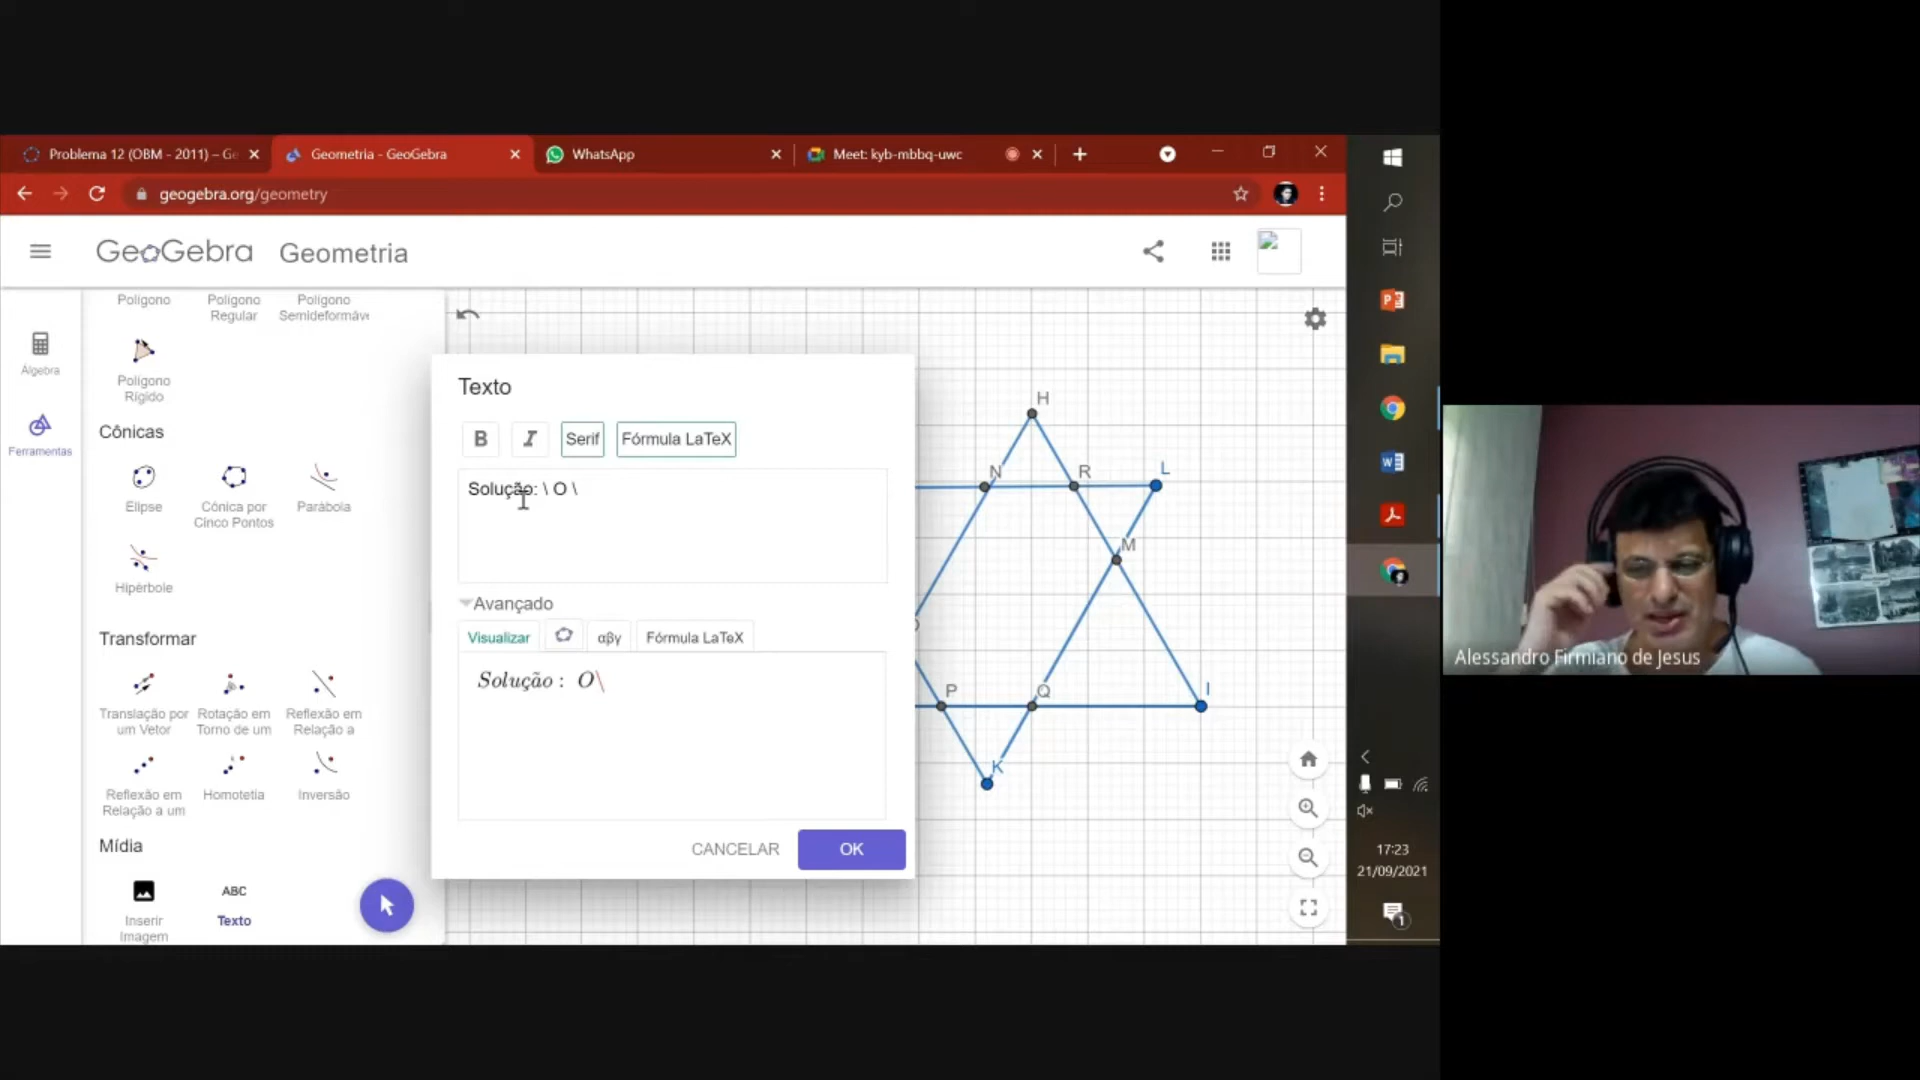 Problema 12 (OBM - 2011) – Ge
Geometria - GeoGebra
WhatsApp
Meet: kyb-mbbq-uwc
geogebra.org/geometry
GeoGebra Geometria
Álgebra
Ferramentas
Polígono
Polígono Regular
Polígono Semideformáve
Polígono Rígido
Cônicas
Elipse
Cônica por Cinco Pontos
Parábola
Hipérbole
Transformar
Translação por um Vetor
Rotação em Torno de um
Reflexão em Relação a
Reflexão em Relação a um
Homotetia
Inversão
Mídia
Inserir Imagem
ABC
Texto
Texto
B I Serif Fórmula LaTeX
Solução: \ O \
Avançado
Visualizar αβγ Fórmula LaTeX
Solução : O\
CANCELAR OK
H
N
R
L
M
P
Q
I
K
17:23
21/09/2021
1
Alessandro Firmiano de Jesus